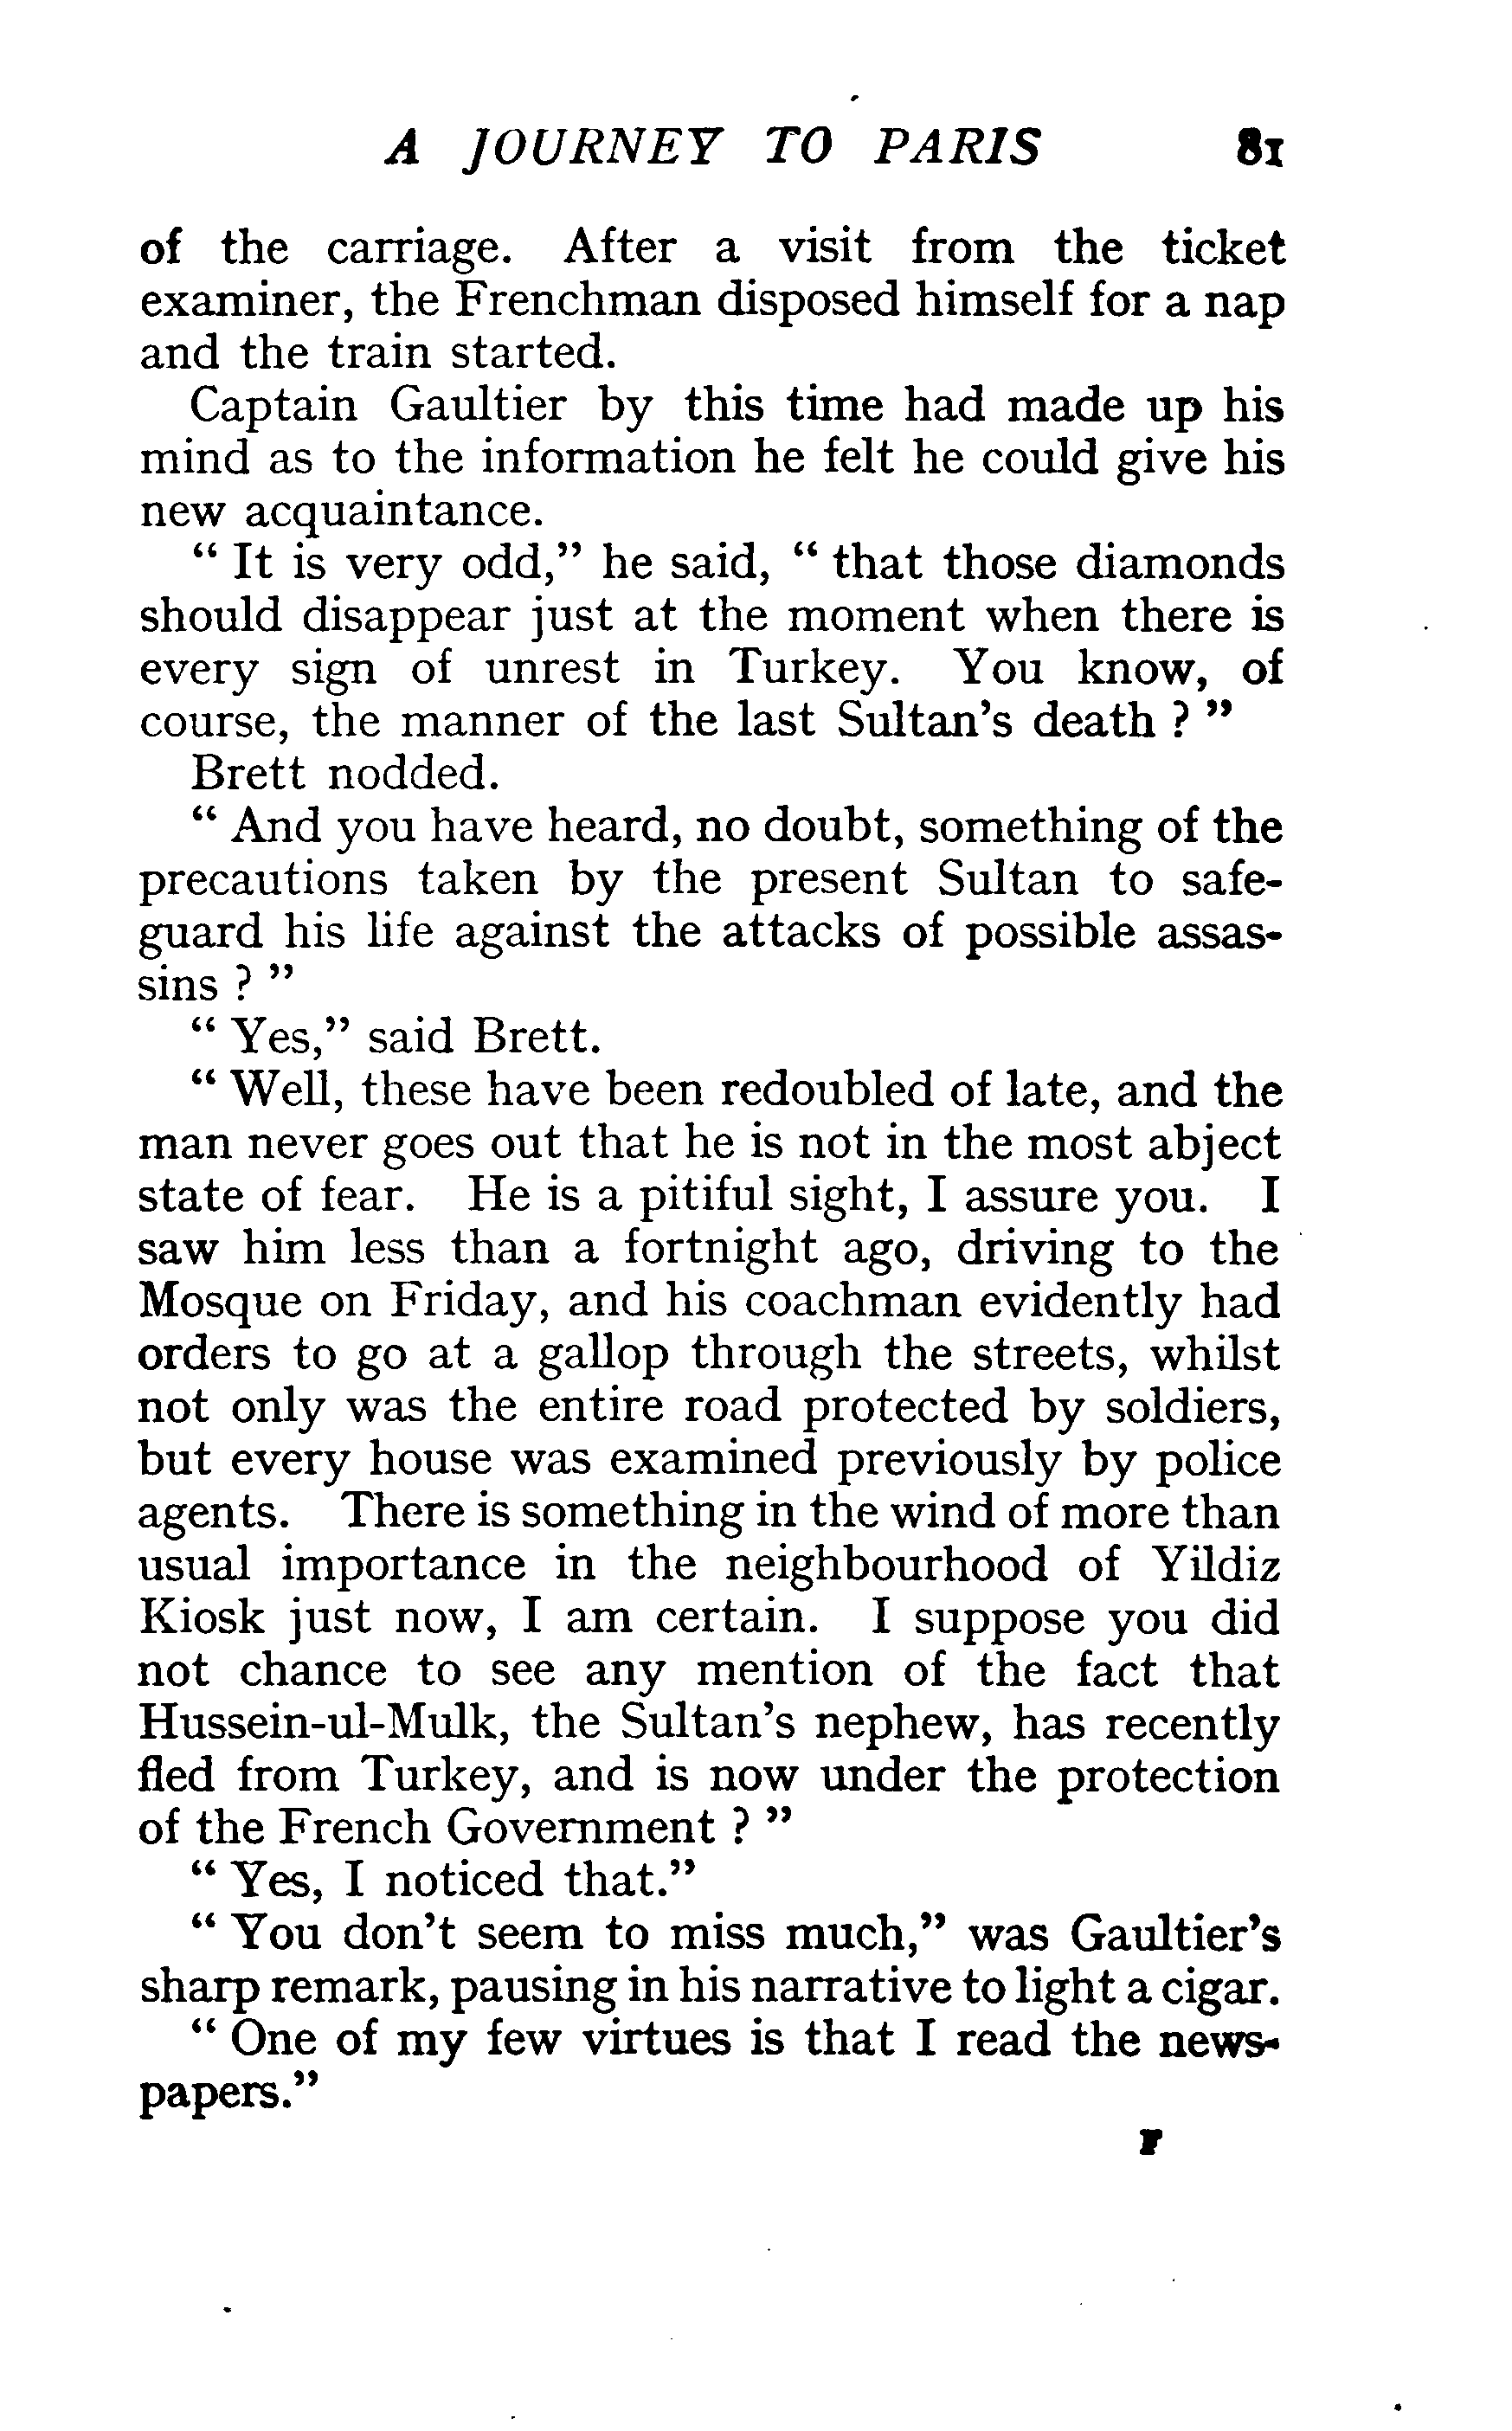 A JOURNEY TO PARIS 81
of the carriage. After a visit from the ticket
examiner, the Frenchman disposed himself for a nap
and the train started.
Captain Gaultier by this time had made up his
mind as to the information he felt he could give his
new acquaintance.
“ It is very odd,” he said, “ that those diamonds
should disappear just at the moment when there is
every sign of unrest in Turkey. You know, of
course, the manner of the last Sultan’s death ? ”
Brett nodded.
“ And you have heard, no doubt, something of the
precautions taken by the present Sultan to safe-
guard his life against the attacks of possible assas-
sins ? ”
“ Yes,” said Brett.
“ Well, these have been redoubled of late, and the
man never goes out that he is not in the most abject
state of fear. He is a pitiful sight, I assure you. I
saw him less than a fortnight ago, driving to the
Mosque on Friday, and his coachman evidently had
orders to go at a gallop through the streets, whilst
not only was the entire road protected by soldiers,
but every house was examined previously by police
agents. There is something in the wind of more than
usual importance in the neighbourhood of Yildiz
Kiosk just now, I am certain. I suppose you did
not chance to see any mention of the fact that
Hussein-ul-Mulk, the Sultan’s nephew, has recently
fled from Turkey, and is now under the protection
of the French Government ? ”
“ Yes, I noticed that.”
“ You don’t seem to miss much,” was Gaultier’s
sharp remark, pausing in his narrative to light a cigar.
“ One of my few virtues is that I read the news-
papers.”
F